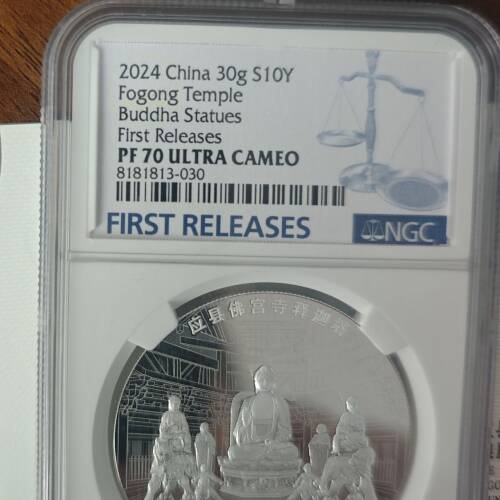 2024 China 30g S10Y
Fogong Temple
Buddha Statues
First Releases
PF 70 ULTRA CAMEO
8181813-030
FIRST RELEASES
NGC
应县佛宫寺释迦塔